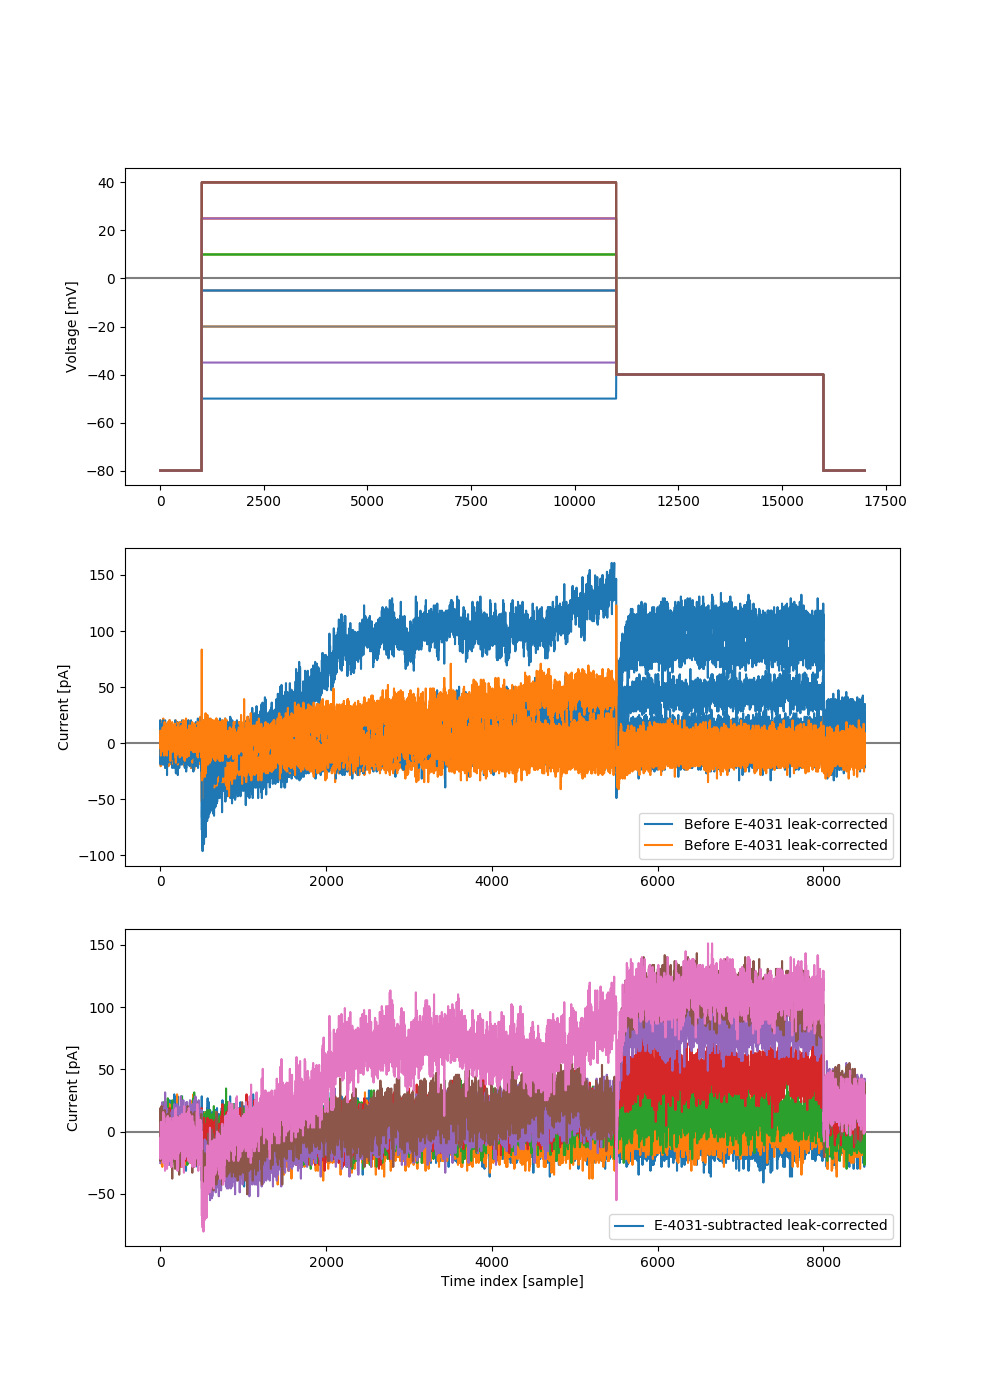 Voltage [mV]
40
20
0
−20
−40
−60
−80
0 2500 5000 7500 10000 12500 15000 17500
Current [pA]
150
100
50
0
−50
−100
Before E-4031 leak-corrected
Before E-4031 leak-corrected
0 2000 4000 6000 8000
Current [pA]
150
100
50
0
−50
E-4031-subtracted leak-corrected
0 2000 4000 6000 8000
Time index [sample]